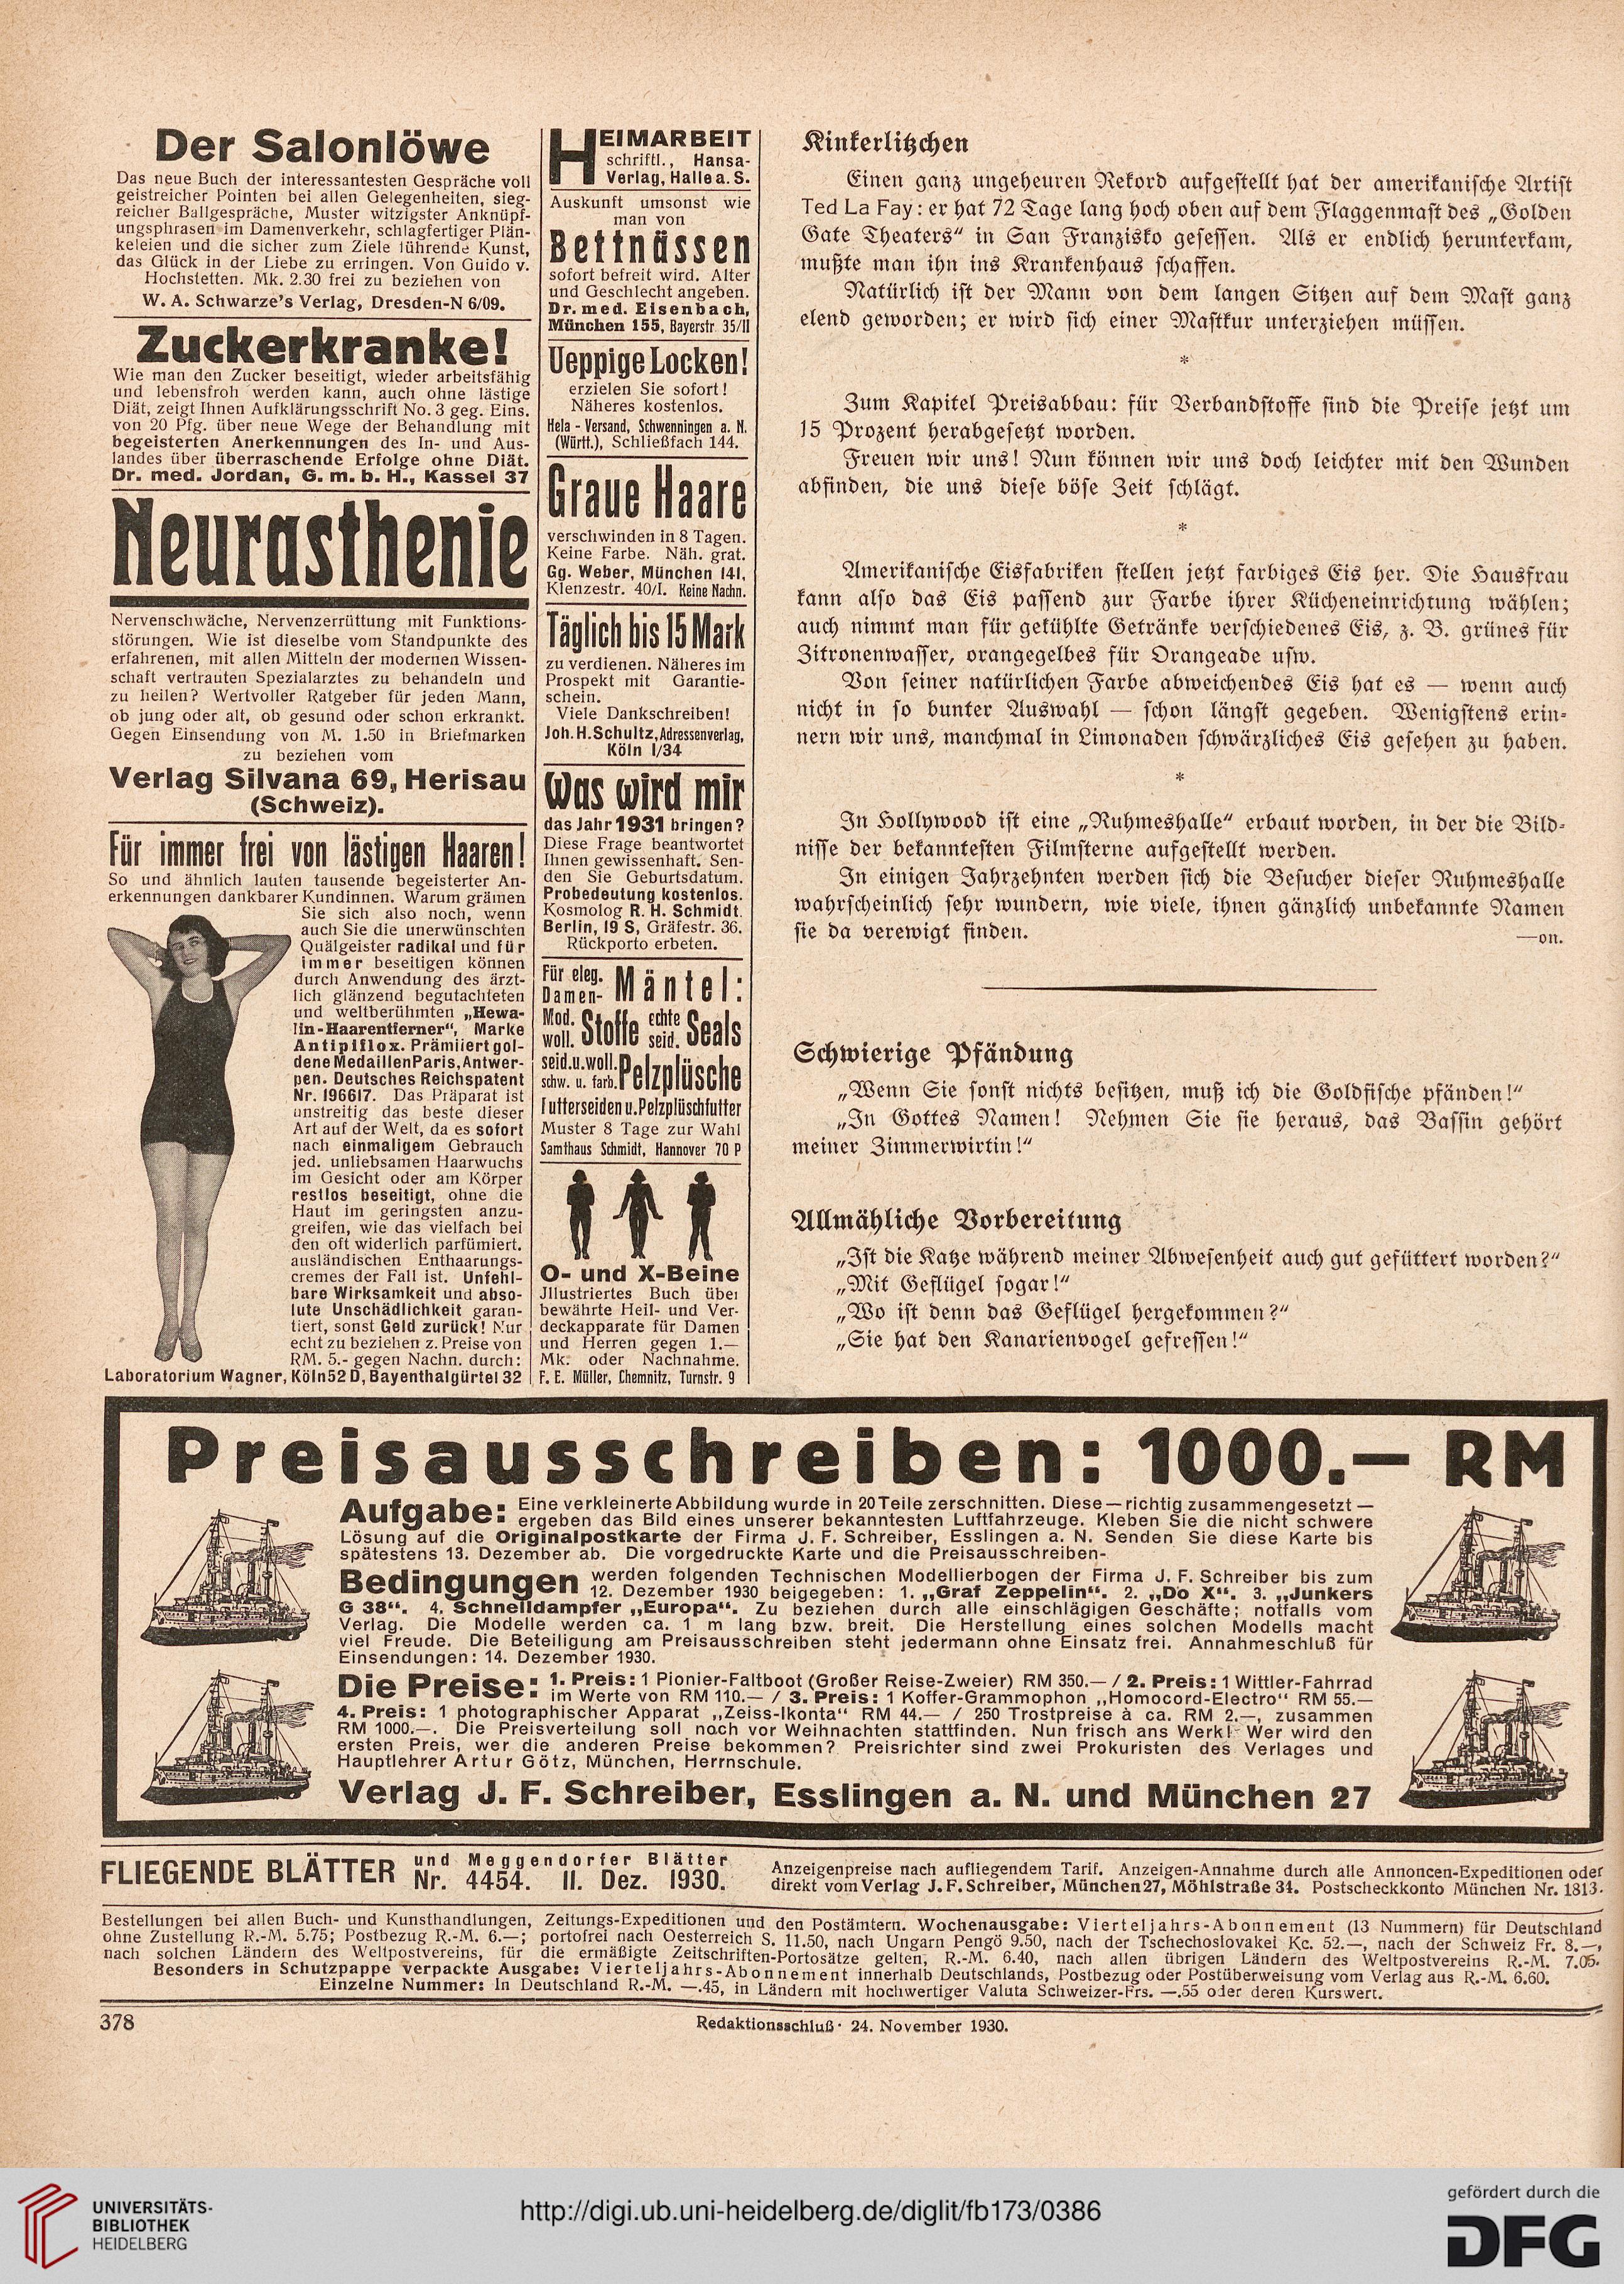 Der Salonlöwe
Das neue Buch der interessantesten Gespräche voll
geistreicher Pointen bei allen Gelegenheiten, sieg-
reicher Ballgespräche, Muster witzigster Anknüpf-
ungsphrasen im Damenverkehr, schlagfertiger Plän-
keleien und die sicher zum Ziele führende Kunst,
das Glück in der Liebe zu erringen. Von Guido v.
Hochstetten. Mk. 2.30 frei zu beziehen von
W. A. Schwarze's Verlag, Dresden-N 6/09.
Zuckerkranke!
Wie man den Zucker beseitigt, wieder arbeitsfähig
und lebensfroh werden kann, auch ohne lästige
Diät, zeigt Ihnen Aufklärungsschrift No. 3 geg. Eins.
von 20 Pfg. über neue Wege der Behandlung mit
begeisterten Anerkennungen des In- und Aus-
landes über überraschende Erfolge ohne Diät.
Dr. med. Jordan, G. m. b. H., Kassel 37
Neurasthenie
Nervenschwäche, Nervenzerrüttung mit Funktions-
störungen. Wie ist dieselbe vom Standpunkte des
erfahrenen, mit allen Mitteln der modernen Wissen-
schaft vertrauten Spezialarztes zu behandeln und
zu heilen? Wertvoller Ratgeber für jeden Mann,
ob jung oder alt, ob gesund oder schon erkrankt.
Gegen Einsendung von M. 1.50 in Briefmarken
zu beziehen vom
Verlag Silvana 69, Herisau
(Schweiz).
Für immer frei von lästigen Haaren!
So und ähnlich lauten tausende begeisterter An-
erkennungen dankbarer Kundinnen. Warum grämen
Sie sich also noch, wenn
auch Sie die unerwünschten
Quälgeister radikal und für
immer beseitigen können
durch Anwendung des ärzt-
lich glänzend begutachteten
und weltberühmten „Hewa-
lin-Haarentferner“, Marke
Antipiflox. Prämiiert gol-
dene Medaillen Paris, Antwer-
pen. Deutsches Reichspatent
Nr. 196617. Das Präparat ist
unstreitig das beste dieser
Art auf der Welt, da es sofort
nach einmaligem Gebrauch
jed. unliebsamen Haarwuchs
im Gesicht oder am Körper
restlos beseitigt, ohne die
Haut im geringsten anzu-
greifen, wie das vielfach bei
den oft widerlich parfümiert.
ausländischen Enthaarungs-
cremes der Fall ist. Unfehl-
bare Wirksamkeit und abso-
lute Unschädlichkeit garan-
tiert, sonst Geld zurück! Nur
echt zu beziehen z. Preise von
RM. 5.- gegen Nachn. durch:
Laboratorium Wagner, Köln 52 D, Bayenthalgürtel 32
HEIMARBEIT
schriftl., Hansa-
Verlag, Halle a. S.
Auskunft umsonst wie
man von
Bettnässen
sofort befreit wird. Alter
und Geschlecht angeben.
Dr. med. Eisenbach,
München 155, Bayerstr. 35/II
Ueppige Locken!
erzielen Sie sofort!
Näheres kostenlos.
Hela - Versand, Schwenningen a. N.
(Württ.), Schließfach 144.
Graue Haare
verschwinden in 8 Tagen.
Keine Farbe. Näh. grat.
Gg. Weber, München 141,
Klenzestr. 40/I. Keine Nachn.
Täglich bis 15 Mark
zu verdienen. Näheres im
Prospekt mit Garantie-
schein.
Viele Dankschreiben!
Joh. H. Schultz, Adressenverlag,
Köln I/34
Was wird mir
das Jahr 1931 bringen?
Diese Frage beantwortet
Ihnen gewissenhaft. Sen-
den Sie Geburtsdatum.
Probedeutung kostenlos.
Kosmolog R. H. Schmidt.
Berlin, 19 S, Gräfestr. 36.
Rückporto erbeten.
Für eleg.
Damen- Mäntel:
Mod.
woll. Stoffe echte
seid. Seals
seid. u. woll.
schw. u. farb. Pelzplüsche
Futterseiden u. Pelzplüschfutter
Muster 8 Tage zur Wahl
Samthaus Schmidt, Hannover 70 P
O- und X-Beine
Jllustriertes Buch über
bewährte Heil- und Ver-
deckapparate für Damen
und Herren gegen 1.—
Mk. oder Nachnahme.
F. E. Müller, Chemnitz, Turnstr. 9
Kinkerlitzchen
Einen ganz ungeheuren Rekord aufgestellt hat der amerikanische Artist
Ted La Fay: er hat 72 Tage lang hoch oben auf dem Flaggenmast des „Golden
Gate Theaters“ in San Franzisko gesessen. Als er endlich herunterkam,
mußte man ihn ins Krankenhaus schaffen.
Natürlich ist der Mann von dem langen Sitzen auf dem Mast ganz
elend geworden; er wird sich einer Mastkur unterziehen müssen.
*
Zum Kapitel Preisabbau: für Verbandstoffe sind die Preise jetzt um
15 Prozent herabgesetzt worden.
Freuen wir uns! Nun können wir uns doch leichter mit den Wunden
abfinden, die uns diese böse Zeit schlägt.
*
Amerikanische Eisfabriken stellen jetzt farbiges Eis her. Die Hausfrau
kann also das Eis passend zur Farbe ihrer Kücheneinrichtung wählen;
auch nimmt man für gekühlte Getränke verschiedenes Eis, z. B. grünes für
Zitronenwasser, orangegelbes für Orangeade usw.
Von seiner natürlichen Farbe abweichendes Eis hat es — wenn auch
nicht in so bunter Auswahl — schon längst gegeben. Wenigstens erin-
nern wir uns, manchmal in Limonaden schwärzliches Eis gesehen zu haben.
*
In Hollywood ist eine „Ruhmeshalle“ erbaut worden, in der die Bild-
nisse der bekanntesten Filmsterne aufgestellt werden.
In einigen Jahrzehnten werden sich die Besucher dieser Ruhmeshalle
wahrscheinlich sehr wundern, wie viele, ihnen gänzlich unbekannte Namen
sie da verewigt finden.
—on.
Schwierige Pfändung
„Wenn Sie sonst nichts besitzen, muß ich die Goldfische pfänden!“
„In Gottes Namen! Nehmen Sie sie heraus, das Bassin gehört
meiner Zimmerwirtin!“
Allmähliche Vorbereitung
„Ist die Katze während meiner Abwesenheit auch gut gefüttert worden?“
„Mit Geflügel sogar!“
„Wo ist denn das Geflügel hergekommen?“
„Sie hat den Kanarienvogel gefressen!“
Preisausschreiben: 1000.— RM
Aufgabe: Eine verkleinerte Abbildung wurde in 20 Teile zerschnitten. Diese — richtig zusammengesetzt —
ergeben das Bild eines unserer bekanntesten Luftfahrzeuge. Kleben Sie die nicht schwere
Lösung auf die Originalpostkarte der Firma J. F. Schreiber, Esslingen a. N. Senden Sie diese Karte bis
spätestens 13. Dezember ab. Die vorgedruckte Karte und die Preisausschreiben-
Bedingungen werden folgenden Technischen Modellierbogen der Firma J. F. Schreiber bis zum
12. Dezember 1930 beigegeben: 1. „Graf Zeppelin“. 2. „Do X“. 3. „Junkers
G 38“. 4. Schnelldampfer „Europa“. Zu beziehen durch alle einschlägigen Geschäfte; notfalls vom
Verlag. Die Modelle werden ca. 1 m lang bzw. breit. Die Herstellung eines solchen Modells macht
viel Freude. Die Beteiligung am Preisausschreiben steht jedermann ohne Einsatz frei. Annahmeschluß für
Einsendungen: 14. Dezember 1930.
Die Preise: 1. Preis: 1 Pionier-Faltboot (Großer Reise-Zweier) RM 350.— / 2. Preis: 1 Wittler-Fahrrad
im Werte von RM 110.— / 3. Preis: 1 Koffer-Grammophon „Homocord-Electro“ RM 55.—
4. Preis: 1 photographischer Apparat „Zeiss-Ikonta“ RM 44.— / 250 Trostpreise à ca. RM 2.—, zusammen
RM 1000.—. Die Preisverteilung soll noch vor Weihnachten stattfinden. Nun frisch ans Werk! Wer wird den
ersten Preis, wer die anderen Preise bekommen? Preisrichter sind zwei Prokuristen des Verlages und
Hauptlehrer Artur Götz, München, Herrnschule.
Verlag J. F. Schreiber, Esslingen a. N. und München 27
FLIEGENDE BLÄTTER und Meggendorfer Blätter
Nr. 4454. 11. Dez. 1930.
Anzeigenpreise nach aufliegendem Tarif. Anzeigen-Annahme durch alle Annoncen-Expeditionen oder
direkt vom Verlag J. F. Schreiber, München 27, Möhlstraße 34. Postscheckkonto München Nr. 1813.
Bestellungen bei allen Buch- und Kunsthandlungen, Zeitungs-Expeditionen und den Postämtern. Wochenausgabe: Vierteljahrs-Abonnement (13 Nummern) für Deutschland
ohne Zustellung R.-M. 5.75; Postbezug R.-M. 6.—; portofrei nach Oesterreich S. 11.50, nach Ungarn Pengö 9.50, nach der Tschechoslovakei Kc. 52.—, nach der Schweiz Fr. 8.—,
nach solchen Ländern des Weltpostvereins, für die ermäßigte Zeitschriften-Portosätze gelten, R.-M. 6.40, nach allen übrigen Ländern des Weltpostvereins R.-M. 7.05.
Besonders in Schutzpappe verpackte Ausgabe: Vierteljahrs-Abonnement innerhalb Deutschlands, Postbezug oder Postüberweisung vom Verlag aus R.-M. 6.60.
Einzelne Nummer: In Deutschland R.-M. —.45, in Ländern mit hochwertiger Valuta Schweizer-Frs. —.55 oder deren Kurswert.
378
Redaktionsschluß: 24. November 1930.
UNIVERSITÄTS-
BIBLIOTHEK
HEIDELBERG
http://digi.ub.uni-heidelberg.de/diglit/fb173/0386
gefördert durch die
DFG